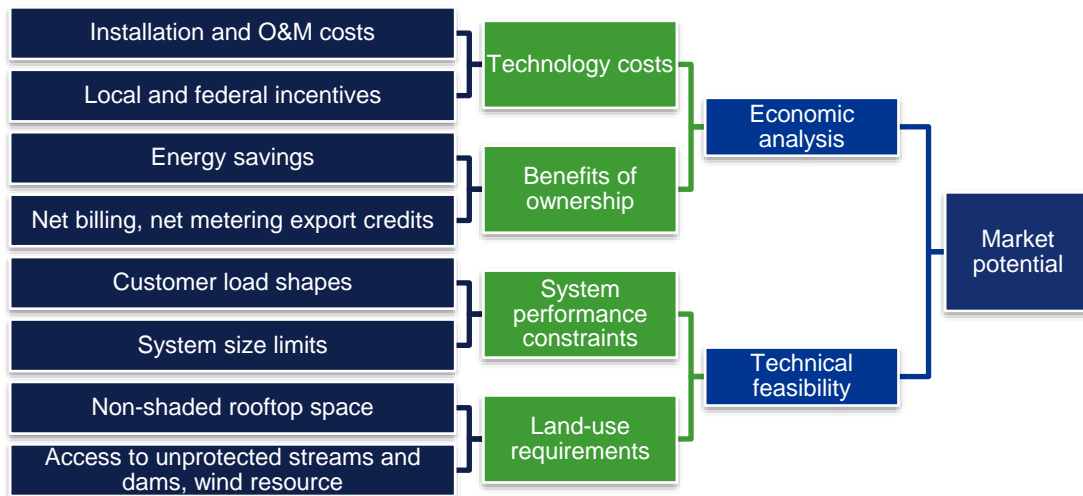 Installation and O&M costs
Local and federal incentives
Energy savings
Net billing, net metering export credits
Customer load shapes
System size limits
Non-shaded rooftop space
Access to unprotected streams and
dams, wind resource
Technology costs
Benefits of
ownership
System
performance
constraints
Land-use
requirements
Economic
analysis
Technical
feasibility
Market
potential